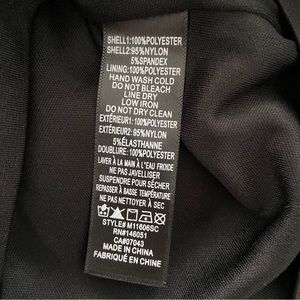 SHELL1:100%POLYESTER
SHELL2:95%NYLON
5%SPANDEX
LINING:100%POLYESTER
HAND WASH COLD
DO NOT BLEACH
LINE DRY
LOW IRON
DO NOT DRY CLEAN
EXTÉRIEUR1:100%POLYESTER
EXTÉRIEUR2:95%NYLON
5%ÉLASTHANNE
DOUBLURE:100%POLYESTER
LAVER À LA MAIN À L'EAU FROIDE
NE PAS JAVELLISER
SUSPENDRE POUR SÉCHER
REPASSER À BASSE TEMPÉRATURE
NE PAS NETTOYER À SEC
STYLE# M11606SC
RN#146051
CA#07043
MADE IN CHINA
FABRIQUÉ EN CHINE